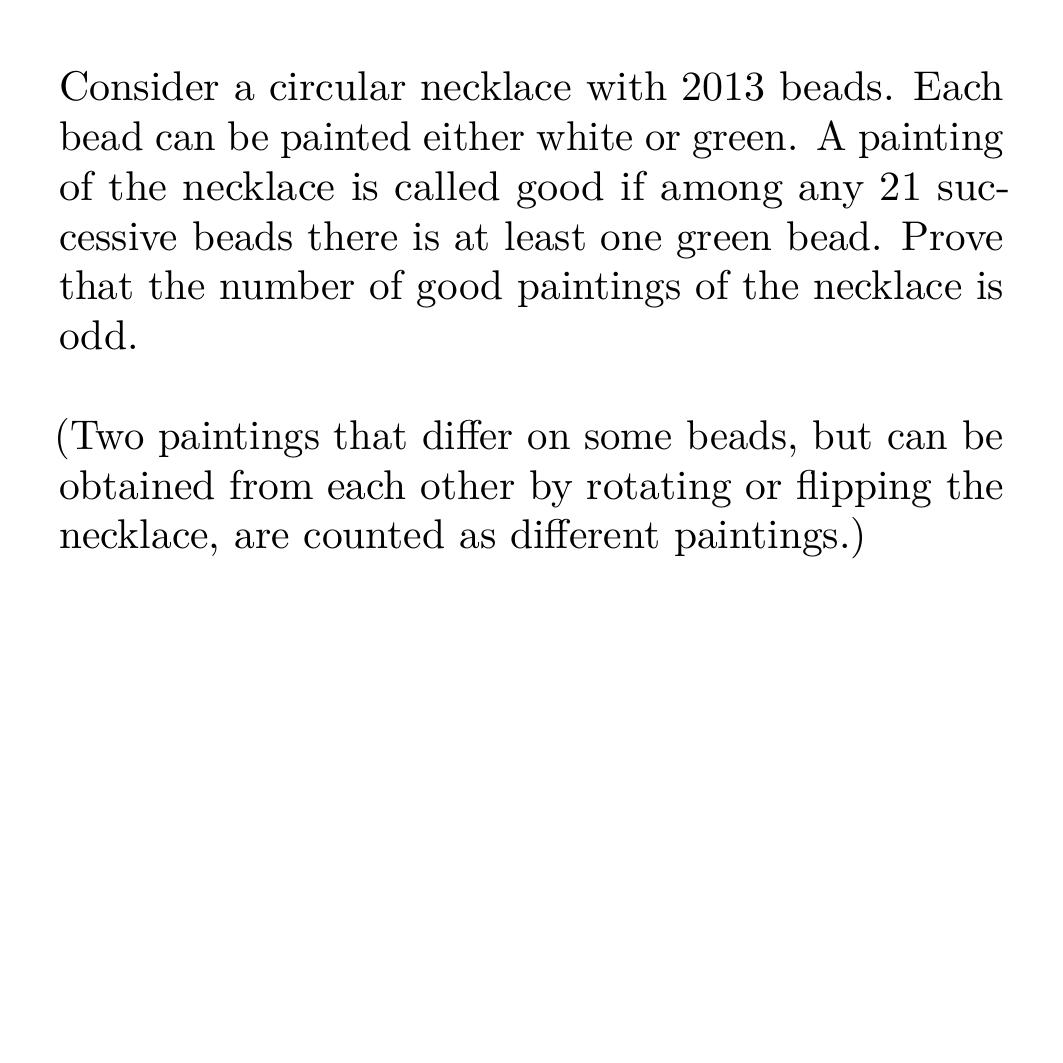 Consider a circular necklace with 2013 beads. Each
bead can be painted either white or green. A painting
of the necklace is called good if among any 21 suc-
cessive beads there is at least one green bead. Prove
that the number of good paintings of the necklace is
odd.
(Two paintings that differ on some beads, but can be
obtained from each other by rotating or flipping the
necklace, are counted as different paintings.)